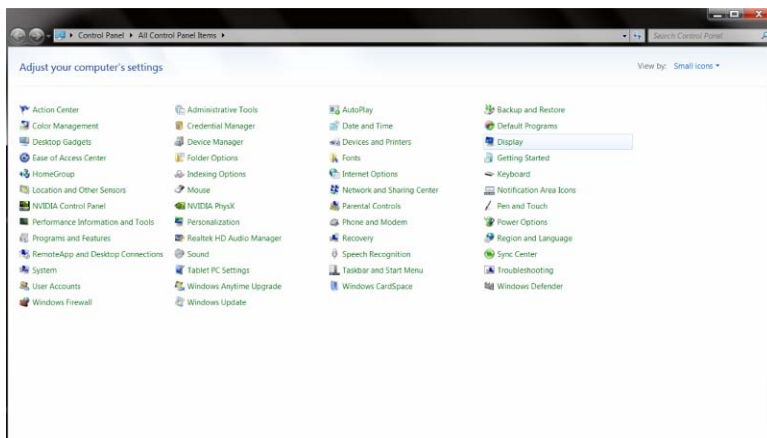 Control Panel All Control Panel Items
Search Control Panel
Adjust your computer's settings
View by: Small icons
Action Center Administrative Tools AutoPlay Backup and Restore
Color Management Credential Manager Date and Time Default Programs
Desktop Gadgets Device Manager Devices and Printers Display
Ease of Access Center Folder Options Fonts Getting Started
HomeGroup Indexing Options Internet Options Keyboard
Location and Other Sensors Mouse Network and Sharing Center Notification Area Icons
NVIDIA Control Panel NVIDIA PhysX Parental Controls Pen and Touch
Performance Information and Tools Personalization Phone and Modem Power Options
Programs and Features Realtek HD Audio Manager Recovery Region and Language
RemoteApp and Desktop Connections Sound Speech Recognition Sync Center
System Tablet PC Settings Taskbar and Start Menu Troubleshooting
User Accounts Windows Anytime Upgrade Windows CardSpace Windows Defender
Windows Firewall Windows Update